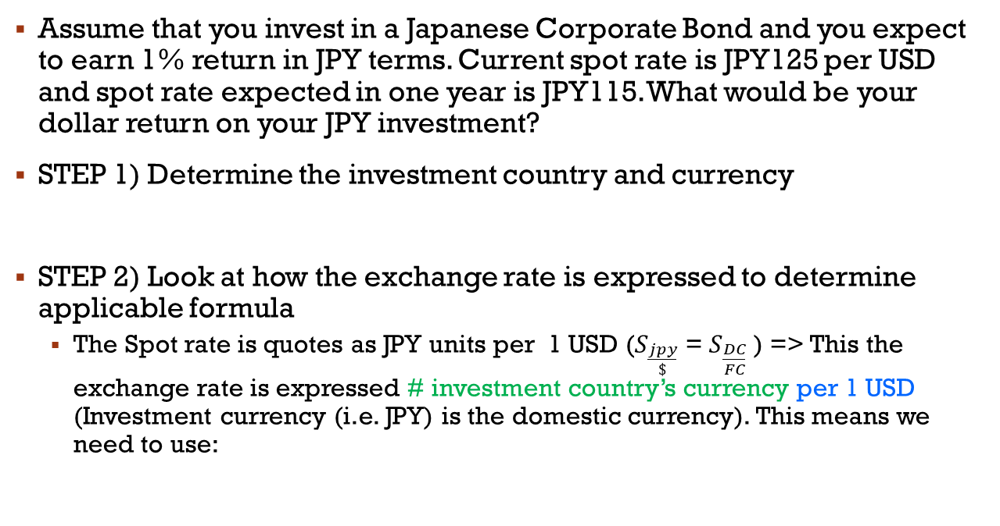 ▪ Assume that you invest in a Japanese Corporate Bond and you expect
to earn 1% return in JPY terms. Current spot rate is JPY125 per USD
and spot rate expected in one year is JPY115. What would be your
dollar return on your JPY investment?
▪ STEP 1) Determine the investment country and currency
▪ STEP 2) Look at how the exchange rate is expressed to determine
applicable formula
▪ The Spot rate is quotes as JPY units per 1 USD (S_{jpy/$} = S_{DC/FC} ) => This the
exchange rate is expressed # investment country’s currency per 1 USD
(Investment currency (i.e. JPY) is the domestic currency). This means we
need to use: